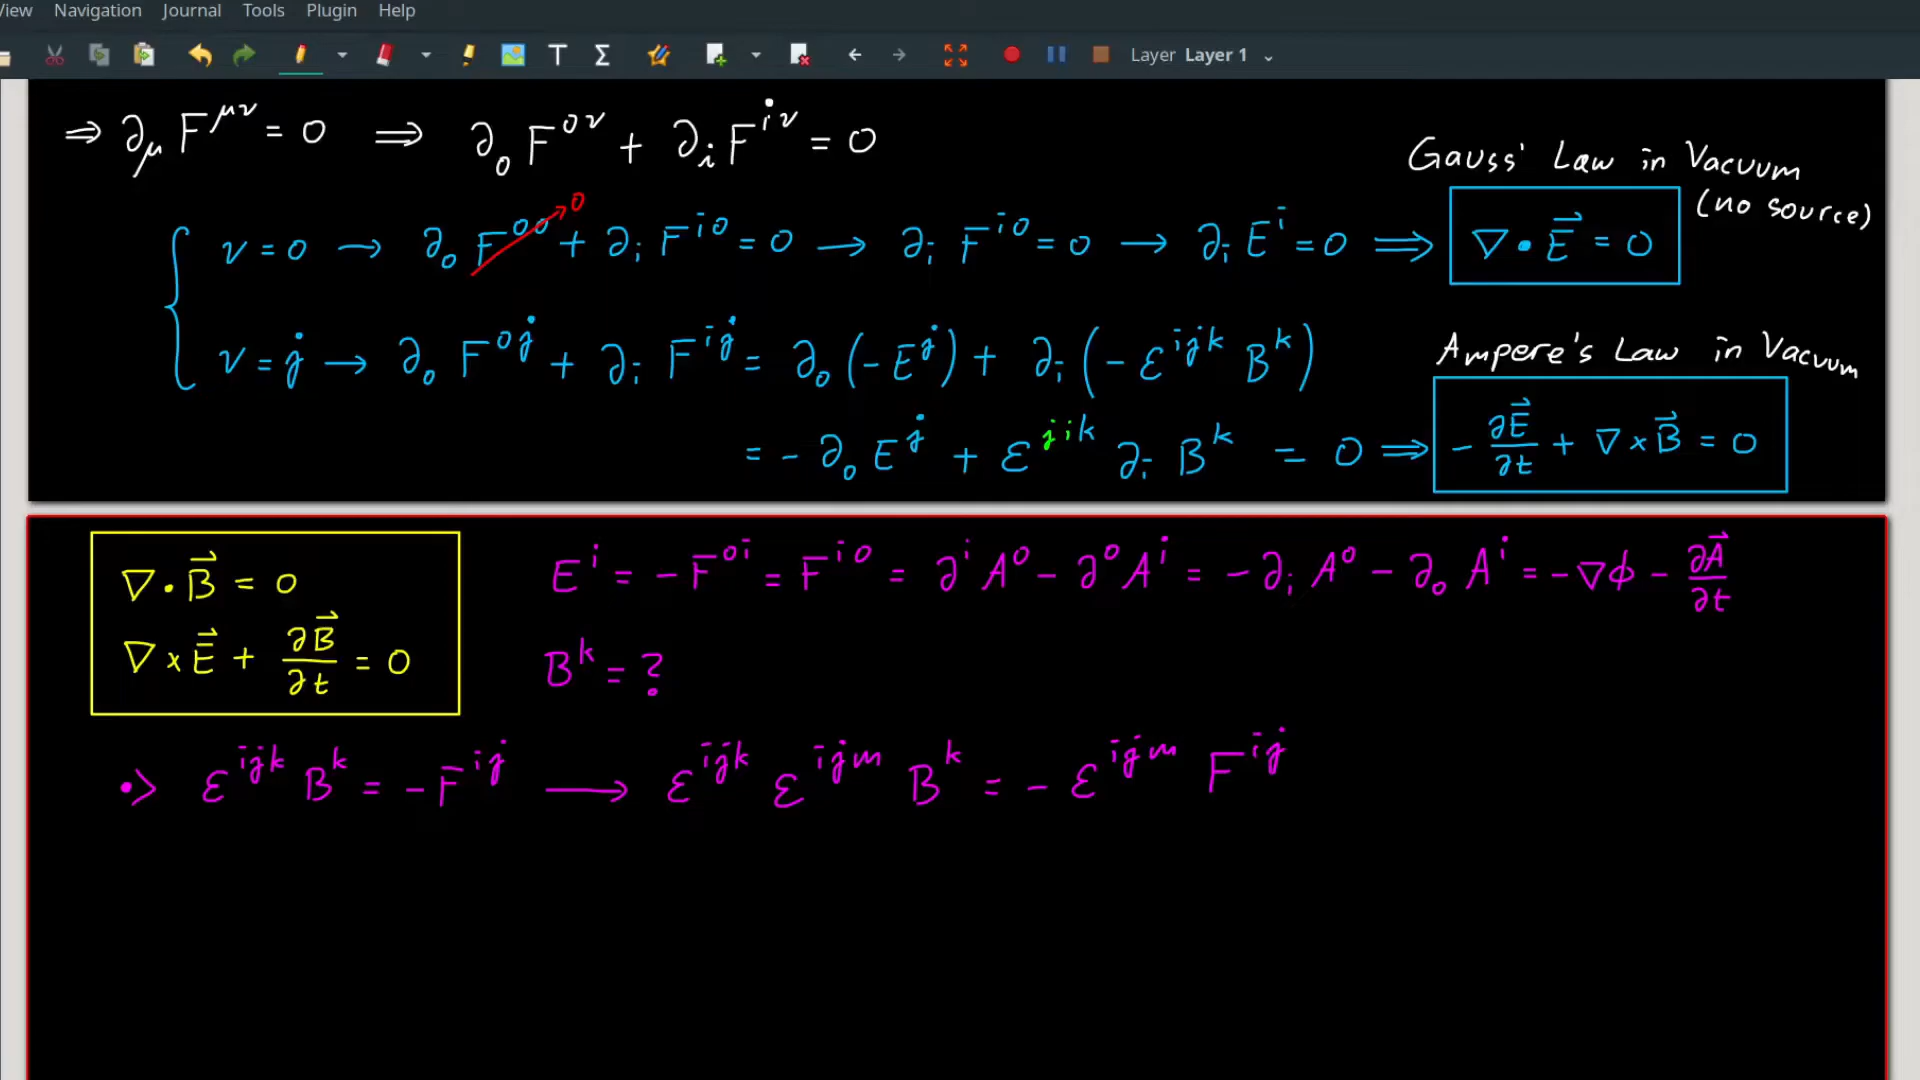 View Navigation Journal Tools Plugin Help
T Σ Layer Layer 1
⇒ ∂_μ F^{μν} = 0 ⟹ ∂_0 F^{0ν} + ∂_i F^{iν} = 0
Gauss' Law in Vacuum
(no source)
ν = 0 → ∂_0 F^{00} → 0 + ∂_i F^{i0} = 0 → ∂_i F^{i0} = 0 → ∂_i E^i = 0 ⟹ ∇ • E⃗ = 0
Ampere's Law in Vacuum
ν = j → ∂_0 F^{0j} + ∂_i F^{ij} = ∂_0 (-E^j) + ∂_i (-ε^{ijk} B^k)
= - ∂_0 E^j + ε^{jik} ∂_i B^k = 0 ⟹ - ∂E⃗/∂t + ∇ × B⃗ = 0
∇ • B⃗ = 0
∇ × E⃗ + ∂B⃗/∂t = 0
E^i = - F^{0i} = F^{i0} = ∂^i A^0 - ∂^0 A^i = - ∂_i A^0 - ∂_0 A^i = - ∇ϕ - ∂A⃗/∂t
B^k = ?
•> ε^{ijk} B^k = - F^{ij} ⟶ ε^{ijk} ε^{ijm} B^k = - ε^{ijm} F^{ij}